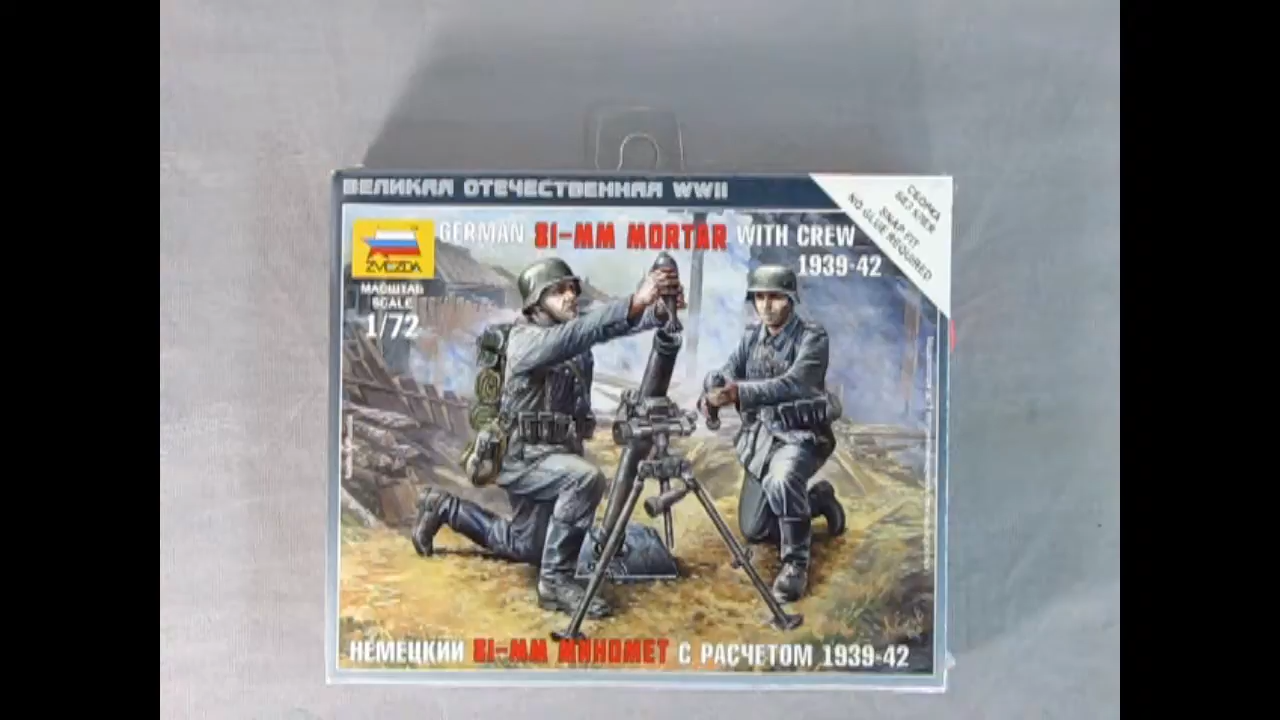 ВЕЛИКАЯ ОТЕЧЕСТВЕННАЯ WWII
СБОРКА
БЕЗ КЛЕЯ
SNAP FIT
NO GLUE REQUIRED
ZVEZDA
GERMAN 81-MM MORTAR WITH CREW
1939-42
МАСШТАБ
SCALE
1/72
НЕМЕЦКИЙ 81-ММ МИНОМЕТ С РАСЧЕТОМ 1939-42